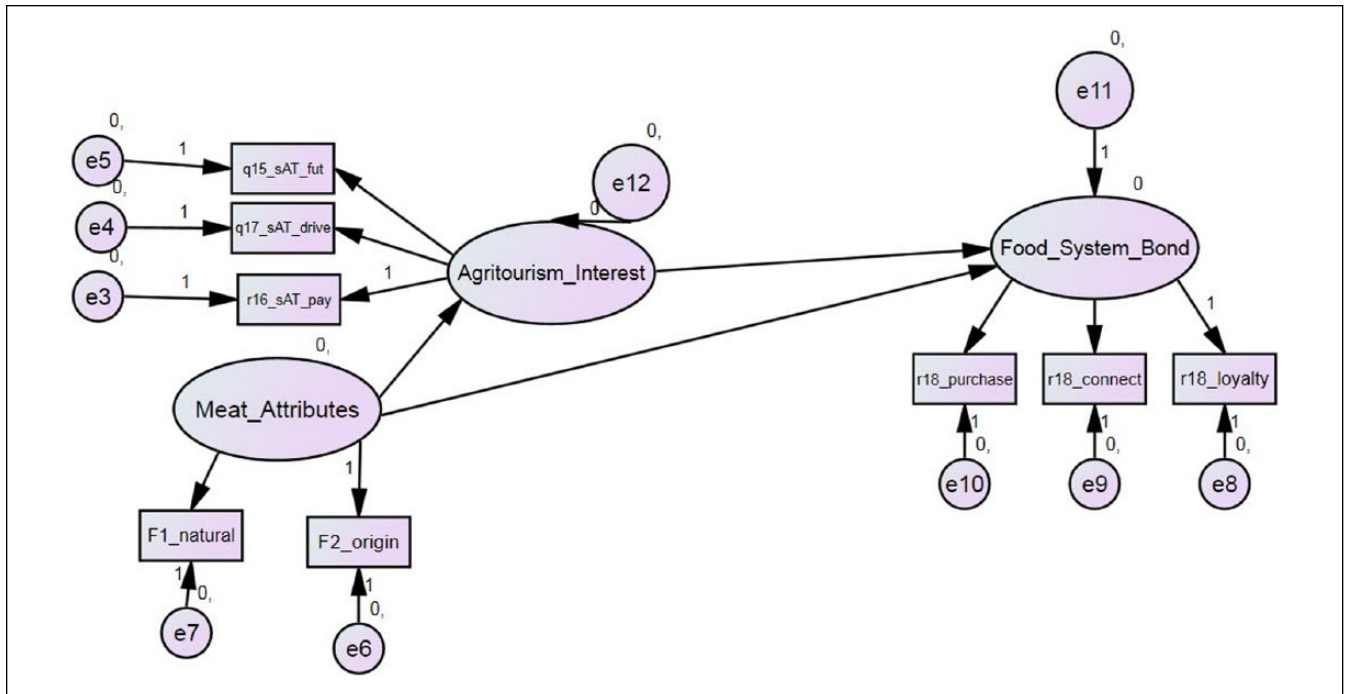 0,
e11
1
0
Food_System_Bond
0,
e5
1
q15_sAT_fut
0,
e4
1
q17_sAT_drive
0,
e3
1
r16_sAT_pay
1
0,
e12
0
Agritourism_Interest
0,
Meat_Attributes
1
F1_natural
1
0,
e7
F2_origin
1
0,
e6
1
r18_purchase
r18_connect
r18_loyalty
1
0,
e10
1
0,
e9
1
0,
e8